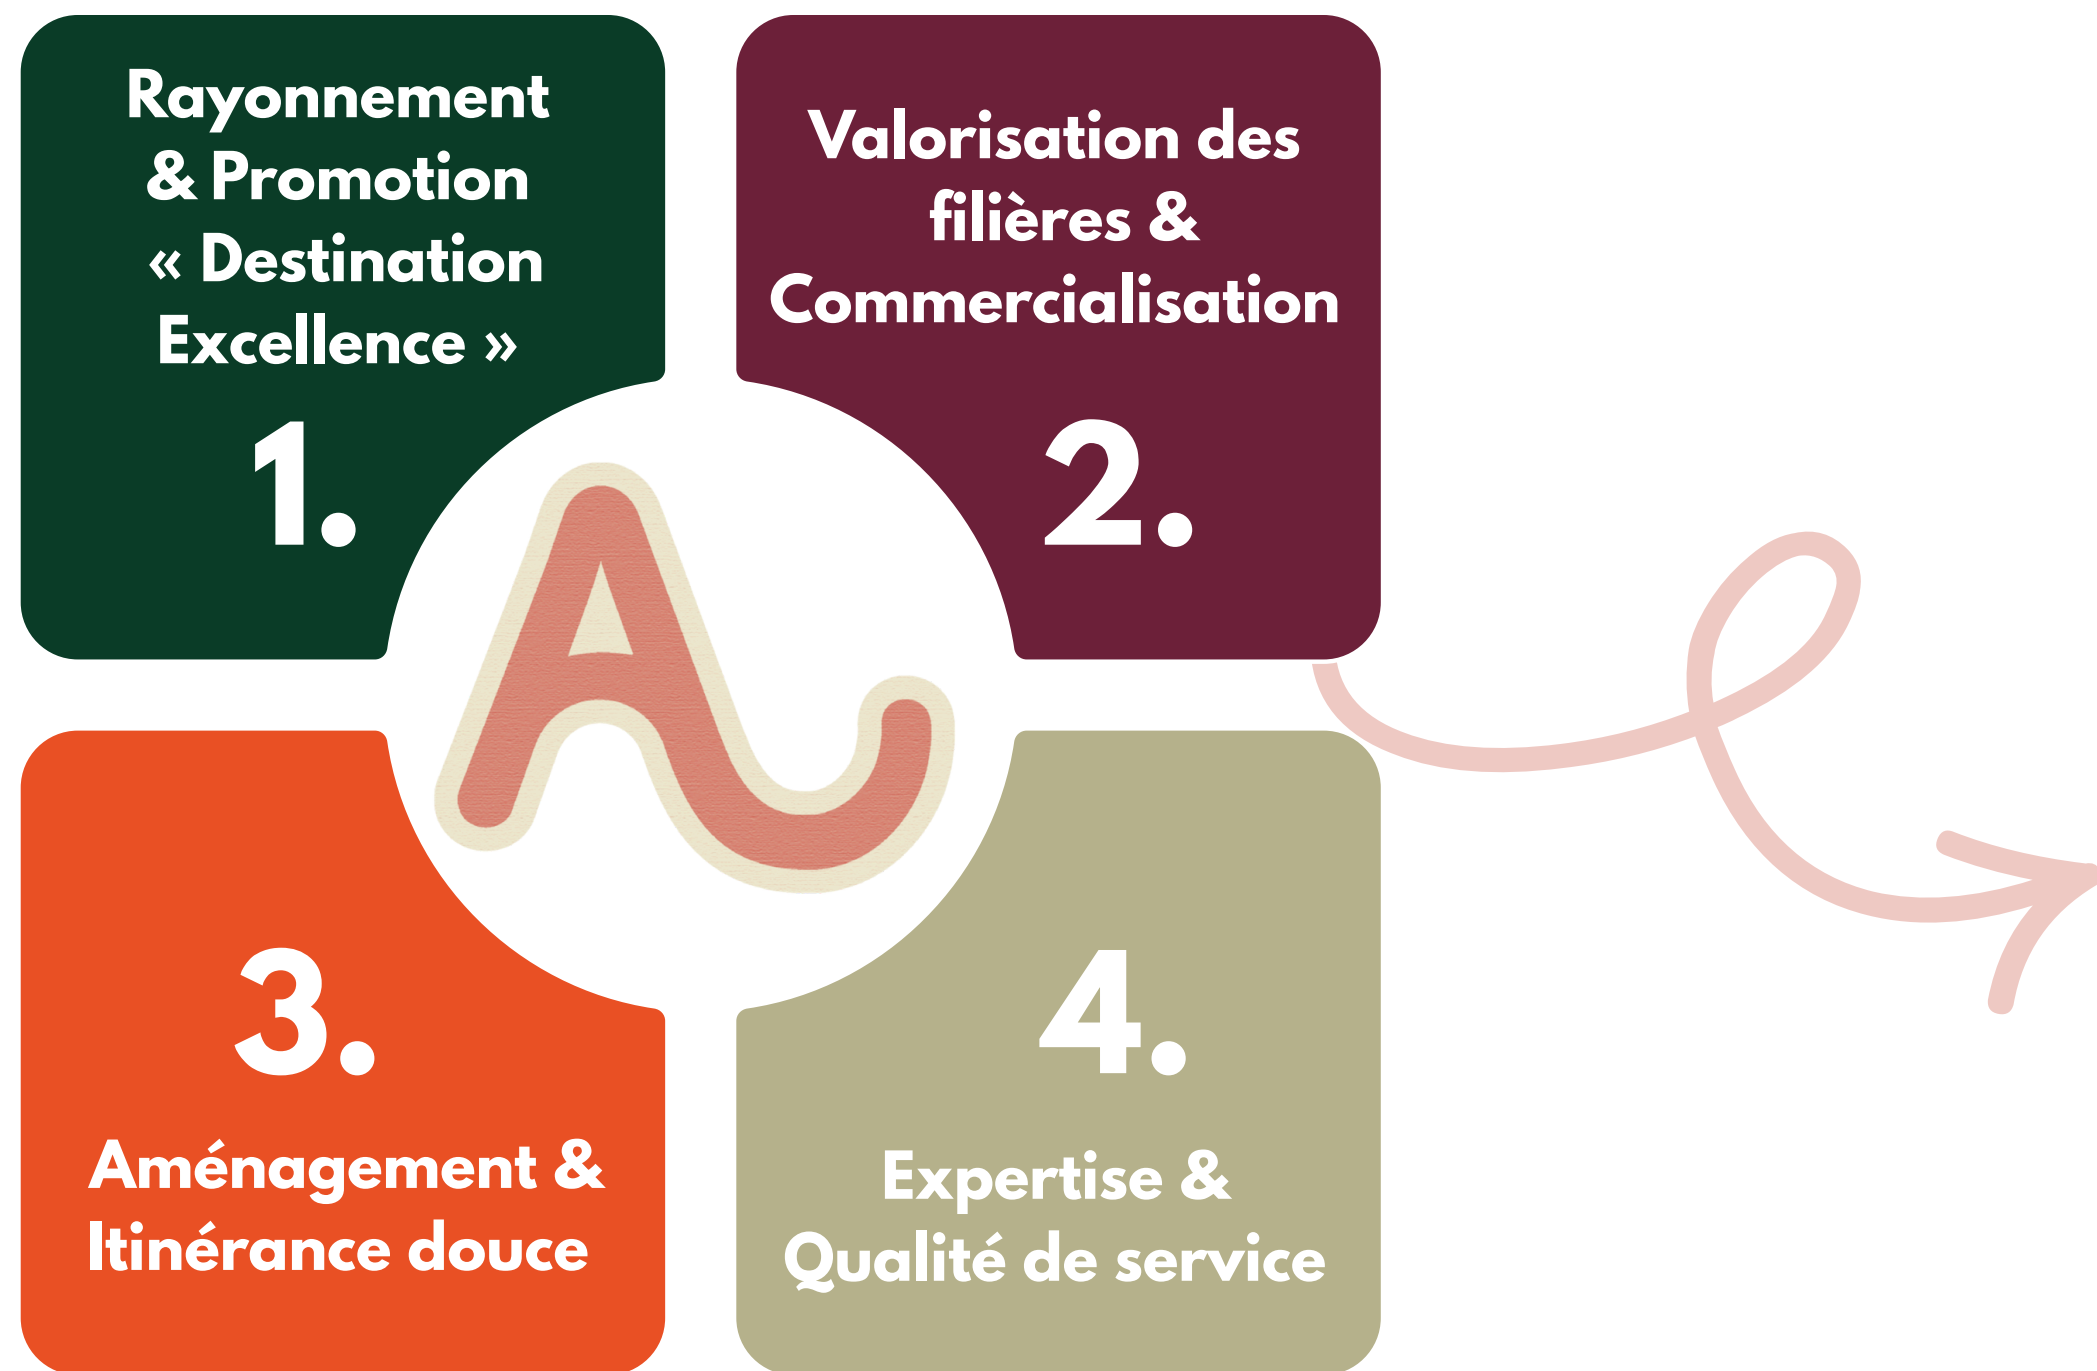 Rayonnement
& Promotion
« Destination
Excellence »
1.
Valorisation des
filières &
Commercialisation
2.
A
3.
Aménagement &
Itinérance douce
4.
Expertise &
Qualité de service